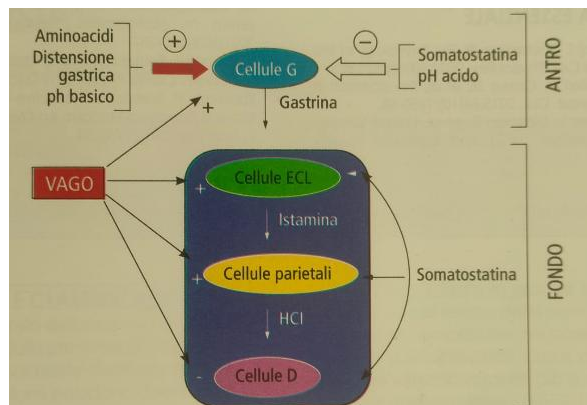 Aminoacidi
Distensione
gastrica
ph basico
+
Cellule G
−
Somatostatina
pH acido
ANTRO
+
Gastrina
VAGO
+
Cellule ECL
Istamina
+
Cellule parietali
Somatostatina
HCl
-
Cellule D
FONDO